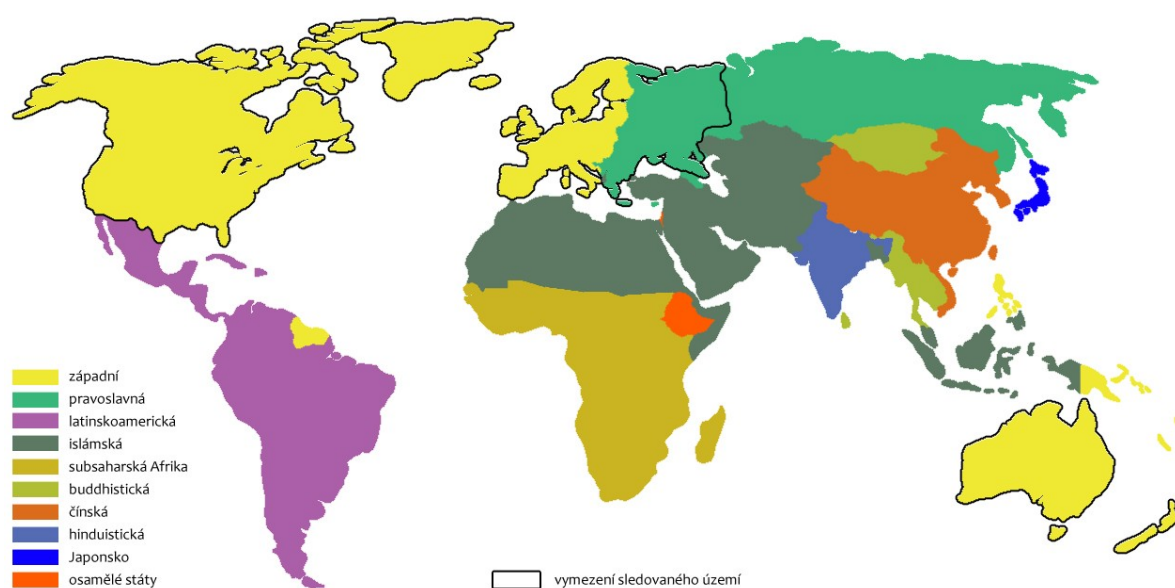 západní
pravoslavná
latinskoamerická
islámská
subsaharská Afrika
buddhistická
čínská
hinduistická
Japonsko
osamělé státy
vymezení sledovaného území